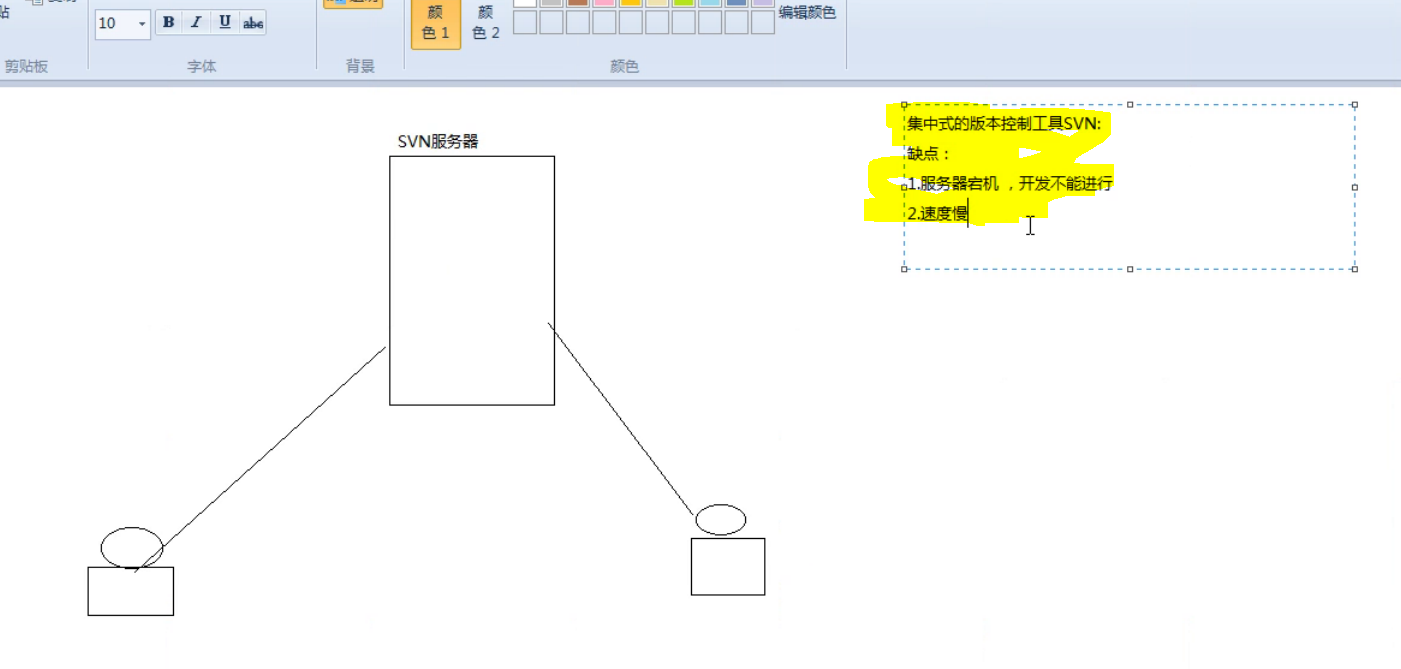 颜
颜
编辑颜色
10
B I U abc
色 1
色 2
剪贴板
字体
背景
颜色
SVN服务器
集中式的版本控制工具SVN:
缺点：
1.服务器宕机 ，开发不能进行
2.速度慢